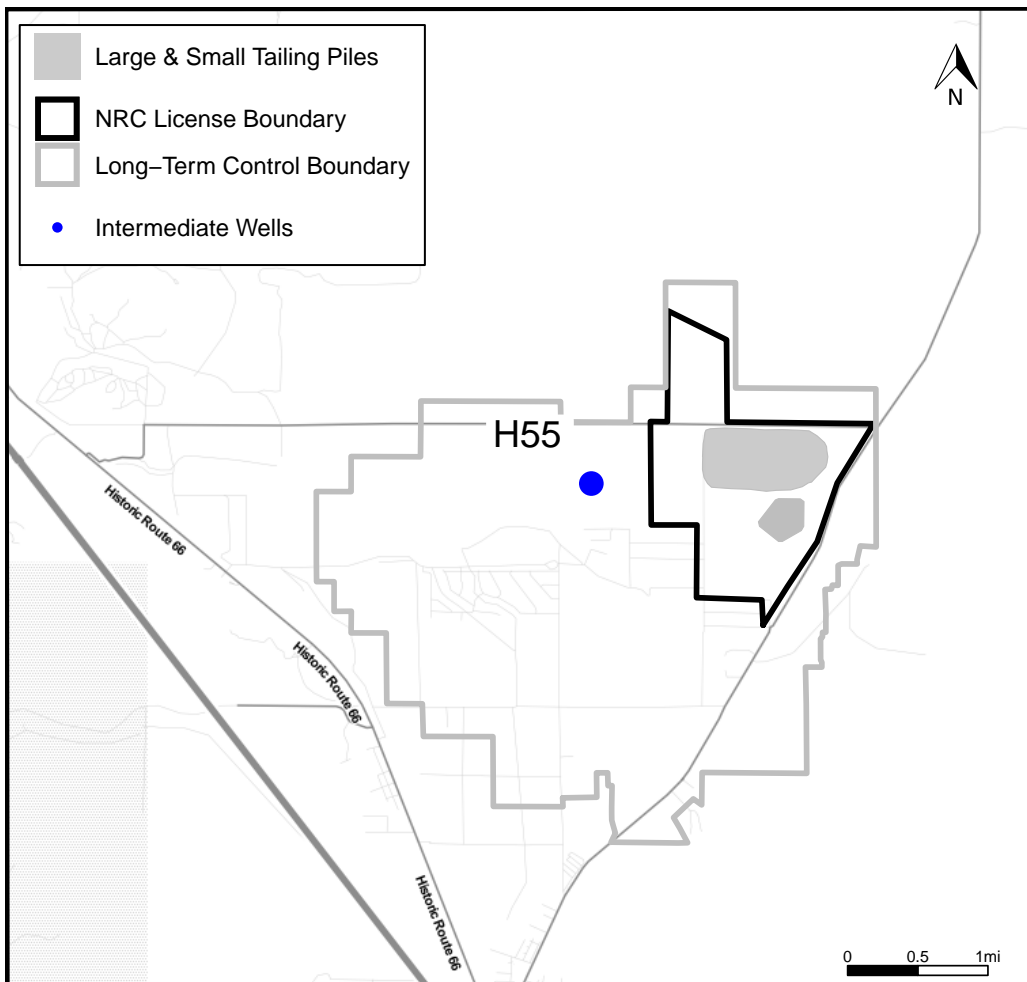 Large & Small Tailing Piles
NRC License Boundary
Long−Term Control Boundary
Intermediate Wells
N
H55
Historic Route 66
Historic Route 66
Historic Route 66
0 0.5 1mi